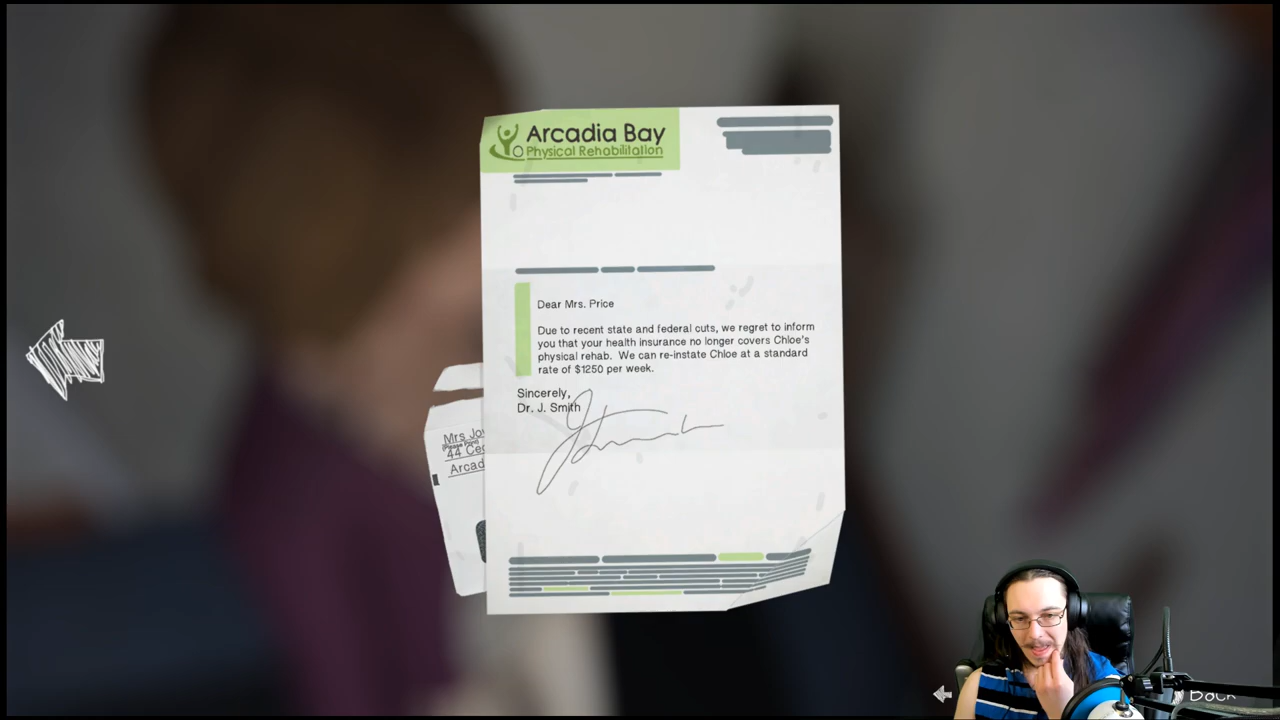 Arcadia Bay
Physical Rehabilitation
Dear Mrs. Price
Due to recent state and federal cuts, we regret to inform
you that your health insurance no longer covers Chloe's
physical rehab. We can re-instate Chloe at a standard
rate of $1250 per week.
Sincerely,
Dr. J. Smith
Mrs
44
Back